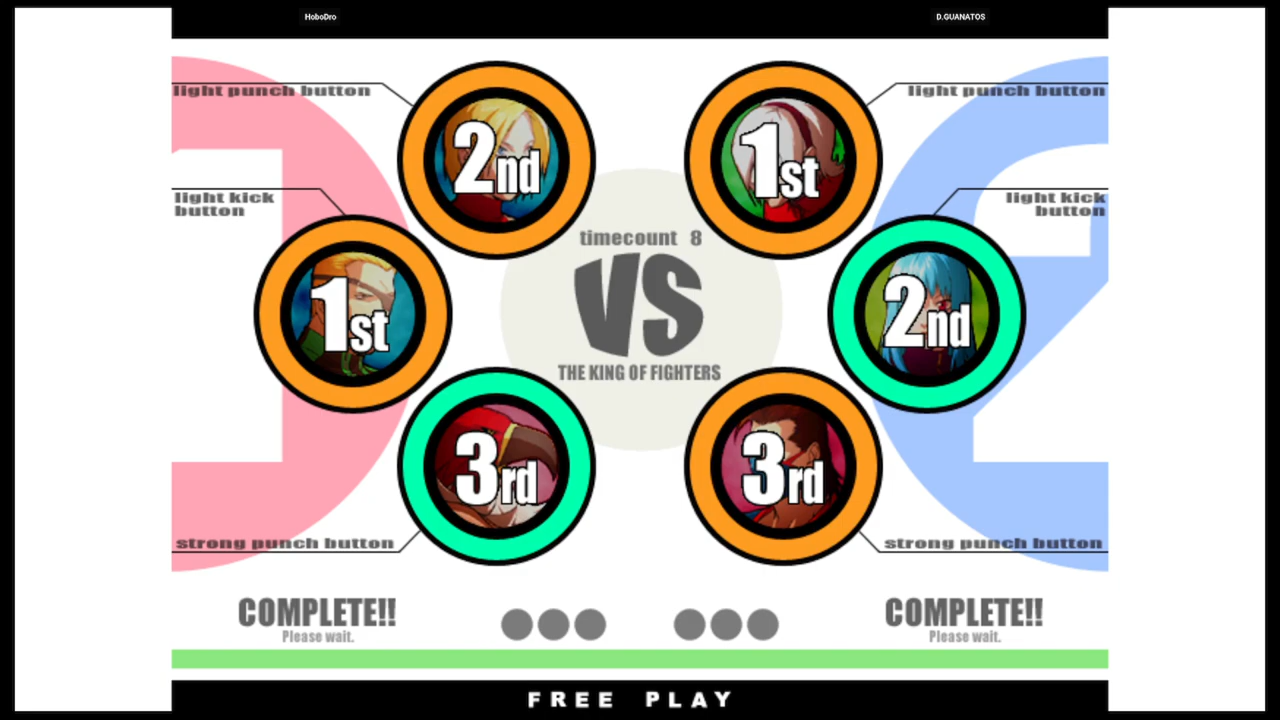 HoboDro
D.GUANATOS
light punch button
light punch button
2nd
1st
light kick
button
light kick
button
timecount 8
VS
THE KING OF FIGHTERS
1st
2nd
3rd
3rd
strong punch button
strong punch button
COMPLETE!!
Please wait.
COMPLETE!!
Please wait.
FREE PLAY